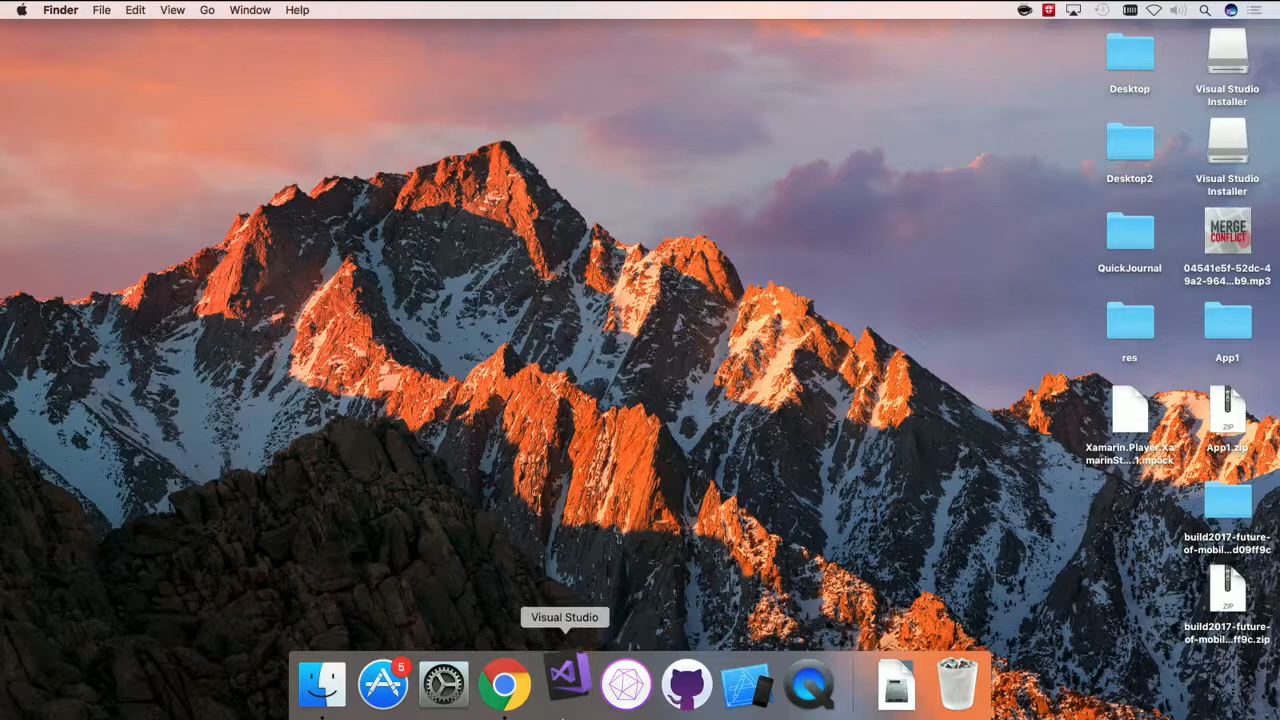 Finder File Edit View Go Window Help
Desktop
Visual Studio
Installer
Desktop2
Visual Studio
Installer
MERGE
CONFLICT
QuickJournal
04541e5f-52dc-4
9a2-964...b9.mp3
res
App1
ZIP
Xamarin.Player.Xa
marinSt....1.mpack
App1.zip
build2017-future-
of-mobil...d09ff9c
ZIP
build2017-future-
of-mobil...ff9c.zip
Visual Studio
5